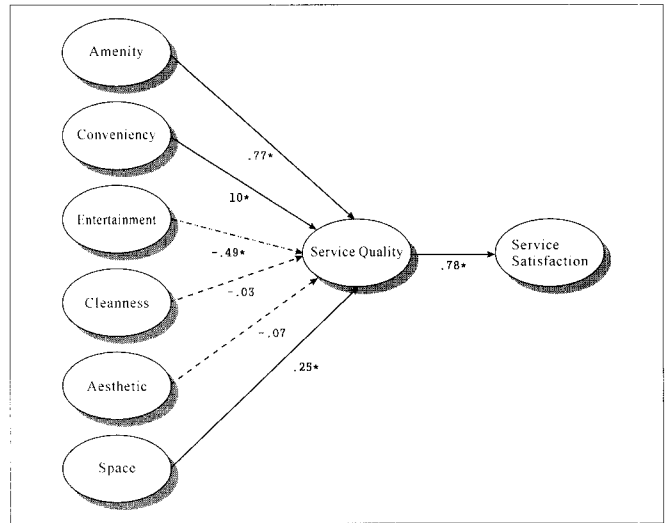 Amenity
Conveniency
Entertainment
Cleanness
Aesthetic
Space
.77*
10*
-.49*
-.03
-.07
.25*
Service Quality
.78*
Service
Satisfaction